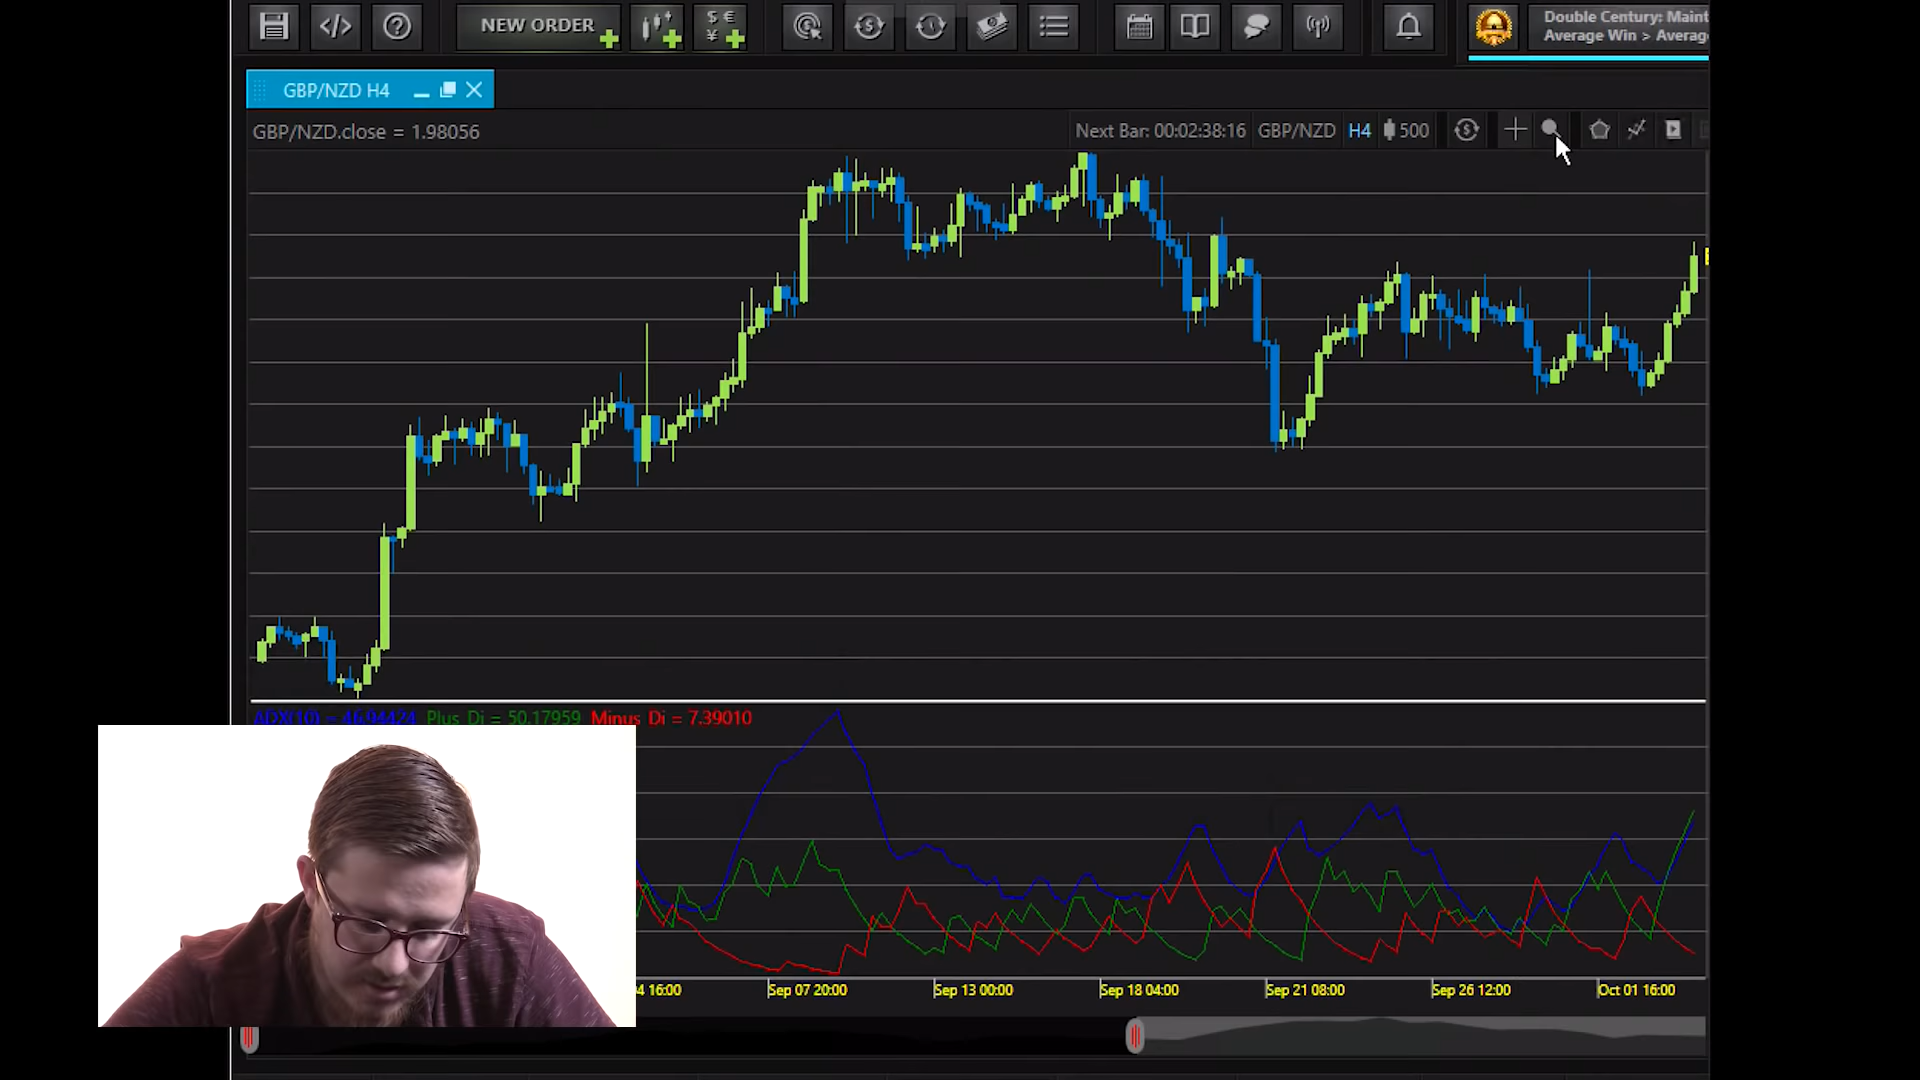 NEW ORDER
Double Century: Maint
Average Win > Averag
GBP/NZD H4
GBP/NZD.close = 1.98056
Next Bar: 00:02:38:16 GBP/NZD H4 500
ADX(10) = 46.94424 Plus Di = 50.17959 Minus Di = 7.39010
4 16:00 Sep 07 20:00 Sep 13 00:00 Sep 18 04:00 Sep 21 08:00 Sep 26 12:00 Oct 01 16:00